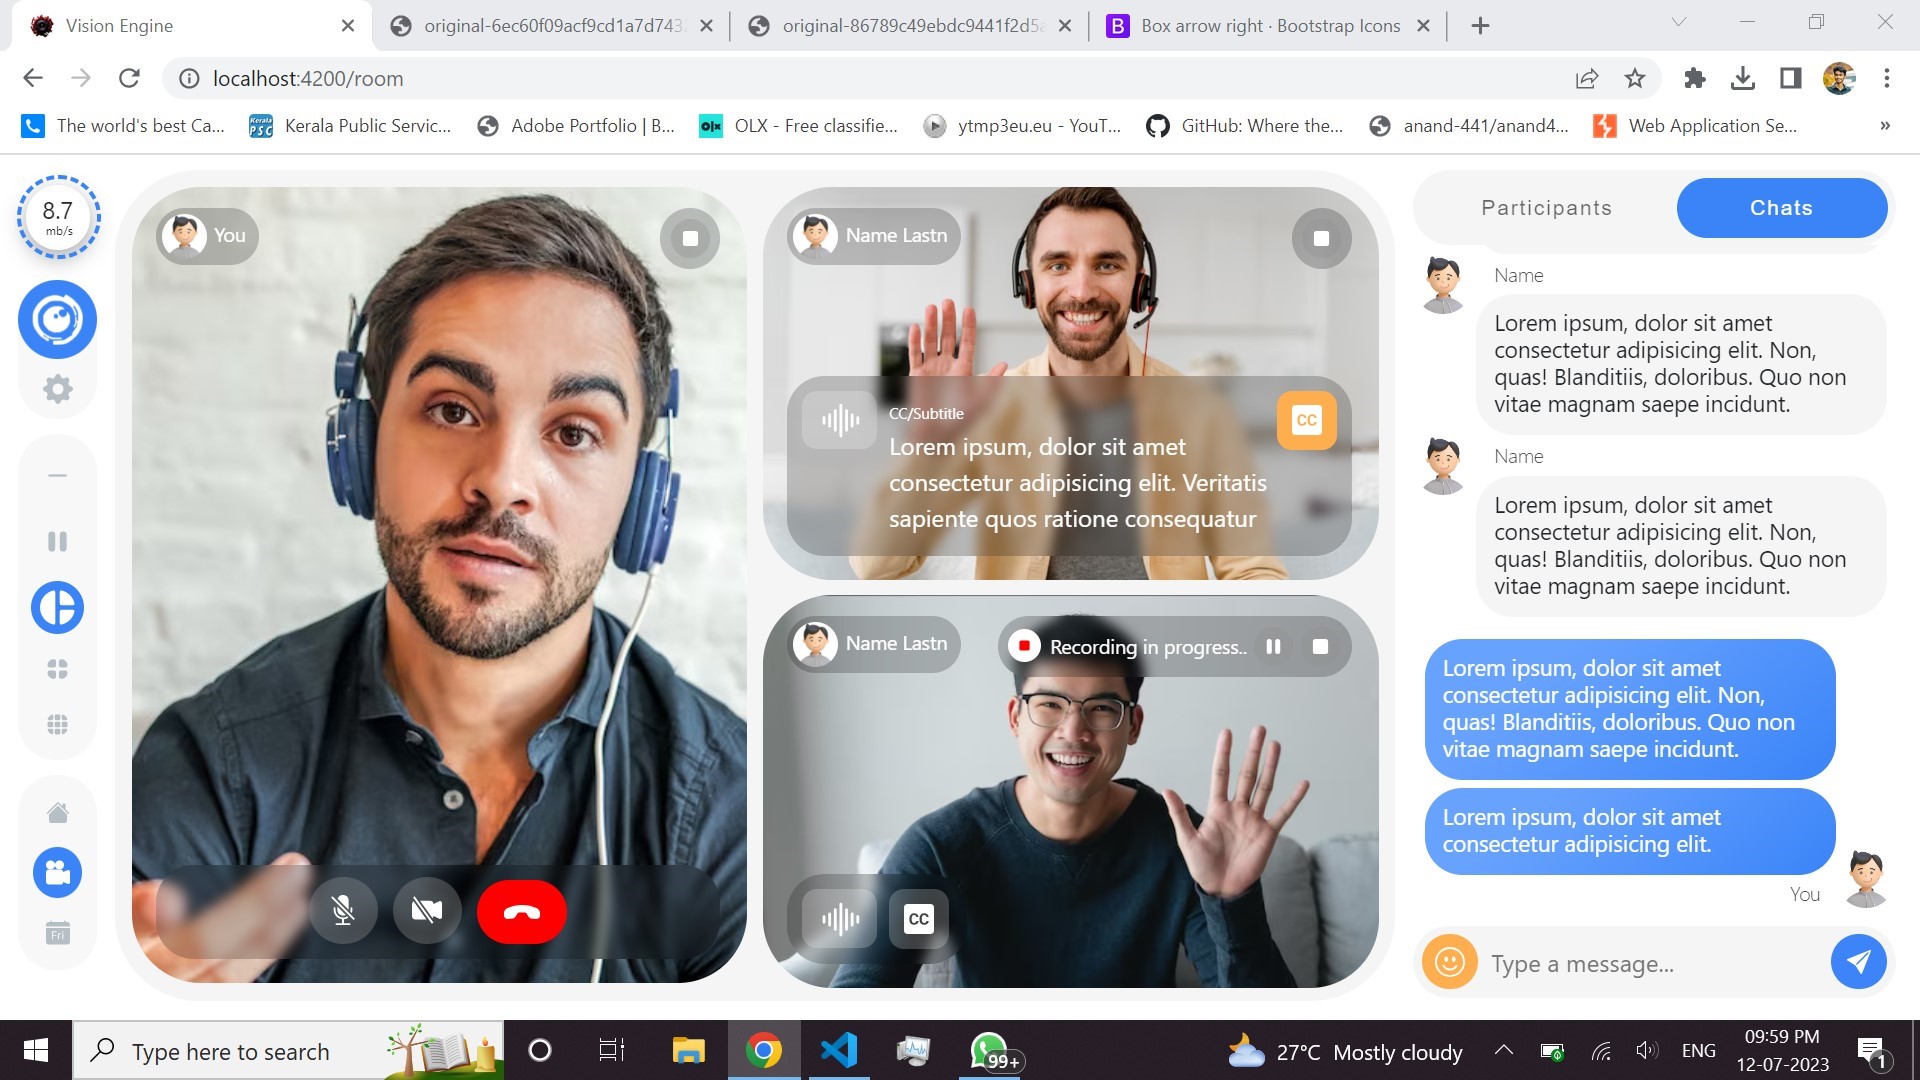 Vision Engine
original-6ec60f09acf9cd1a7d743
original-86789c49ebdc9441f2d5a
B Box arrow right · Bootstrap Icons
localhost:4200/room
The world's best Ca...
Kerala PSC Kerala Public Servic...
Adobe Portfolio | B...
olx OLX - Free classifie...
ytmp3eu.eu - YouT...
GitHub: Where the...
anand-441/anand4...
Web Application Se...
»
8.7
mb/s
Fri
You
Name Lastn
CC/Subtitle
CC
Lorem ipsum, dolor sit amet
consectetur adipisicing elit. Veritatis
sapiente quos ratione consequatur
Name Lastn
Recording in progress..
CC
Participants
Chats
Name
Lorem ipsum, dolor sit amet
consectetur adipisicing elit. Non,
quas! Blanditiis, doloribus. Quo non
vitae magnam saepe incidunt.
Name
Lorem ipsum, dolor sit amet
consectetur adipisicing elit. Non,
quas! Blanditiis, doloribus. Quo non
vitae magnam saepe incidunt.
Lorem ipsum, dolor sit amet
consectetur adipisicing elit. Non,
quas! Blanditiis, doloribus. Quo non
vitae magnam saepe incidunt.
Lorem ipsum, dolor sit amet
consectetur adipisicing elit.
You
Type a message...
Type here to search
99+
27°C Mostly cloudy
ENG
09:59 PM
12-07-2023
1